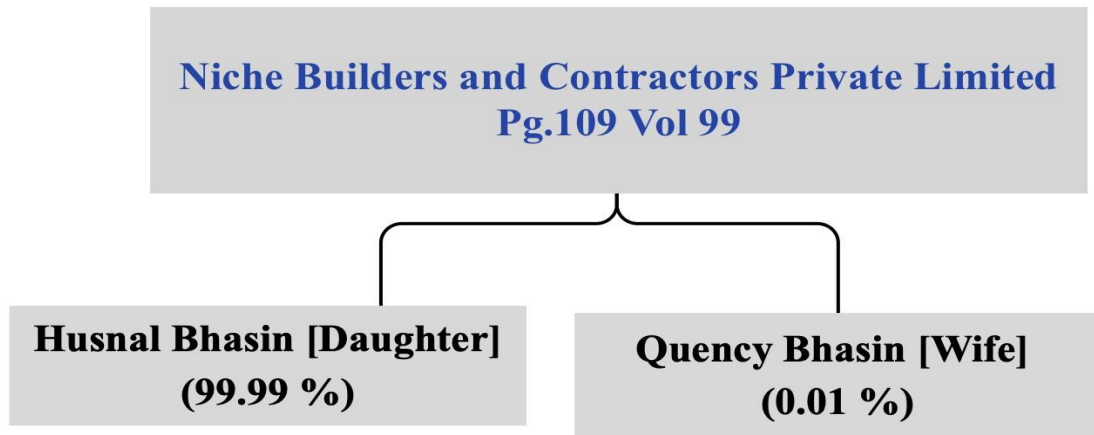 Niche Builders and Contractors Private Limited
Pg.109 Vol 99
Husnal Bhasin [Daughter]
(99.99 %)
Quency Bhasin [Wife]
(0.01 %)